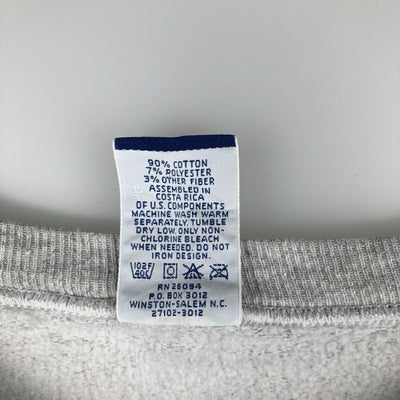 90% COTTON
7% POLYESTER
3% OTHER FIBER
ASSEMBLED IN
COSTA RICA
OF U.S. COMPONENTS
MACHINE WASH WARM
SEPARATELY. TUMBLE
DRY LOW. ONLY NON-
CHLORINE BLEACH
WHEN NEEDED. DO NOT
IRON DESIGN.
102F
40C
RN 26094
P.O. BOX 3012
WINSTON-SALEM N.C.
27102-3012